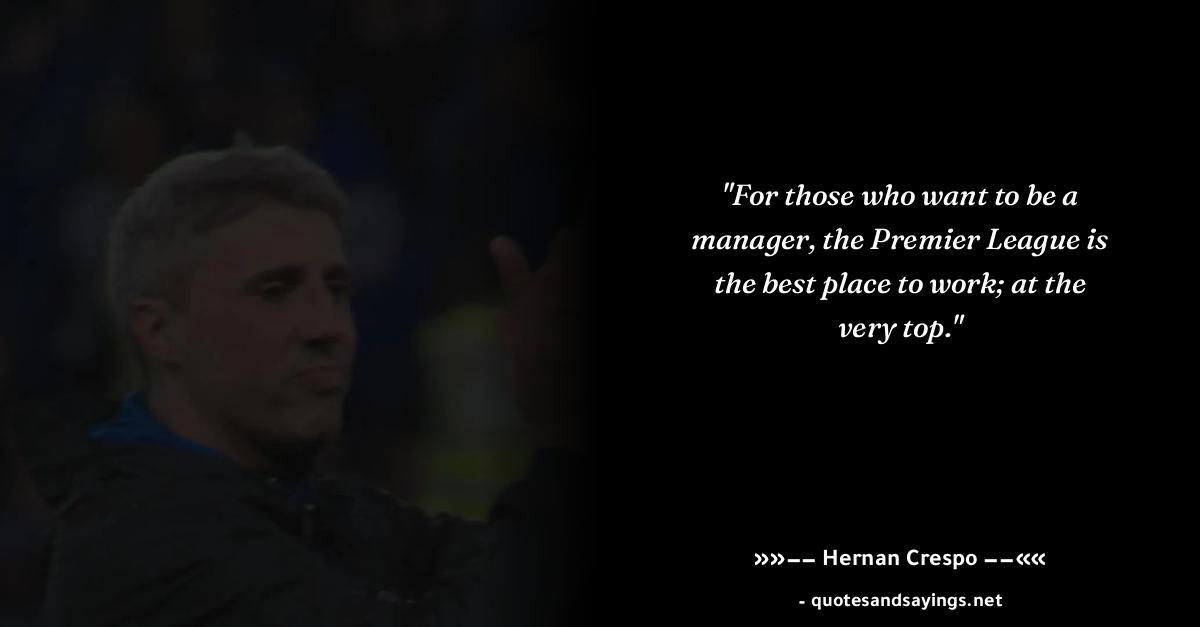 "For those who want to be a
manager, the Premier League is
the best place to work; at the
very top."
»»−− Hernan Crespo −−««
- quotesandsayings.net